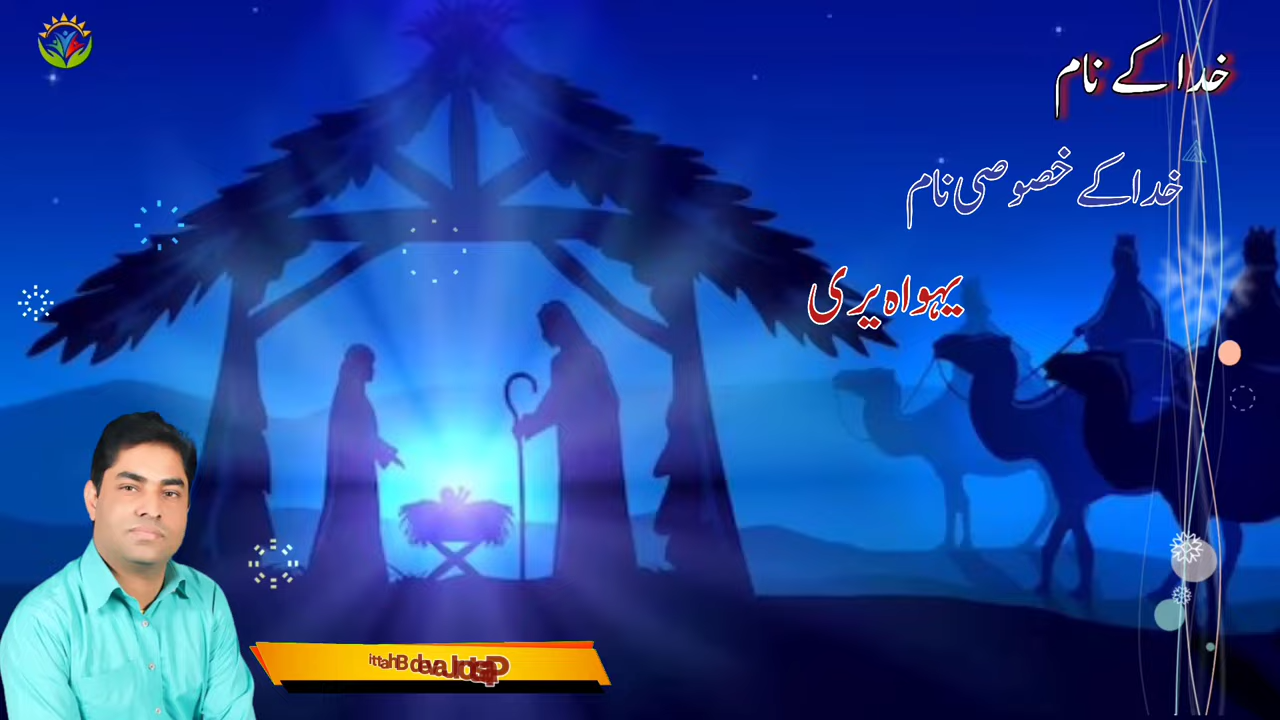 خدا کے نام
خدا کے خصوصی نام
یہواہ یری